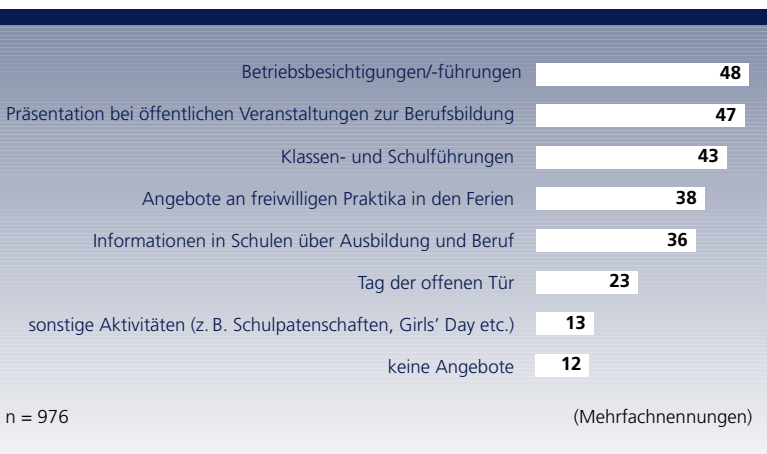 Betriebsbesichtigungen/-führungen 48
Präsentation bei öffentlichen Veranstaltungen zur Berufsbildung 47
Klassen- und Schulführungen 43
Angebote an freiwilligen Praktika in den Ferien 38
Informationen in Schulen über Ausbildung und Beruf 36
Tag der offenen Tür 23
sonstige Aktivitäten (z. B. Schulpatenschaften, Girls’ Day etc.) 13
keine Angebote 12
n = 976 (Mehrfachnennungen)